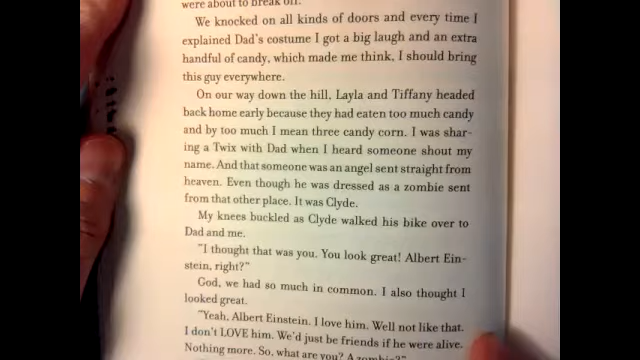 were about to break off.
We knocked on all kinds of doors and every time I
explained Dad's costume I got a big laugh and an extra
handful of candy, which made me think, I should bring
this guy everywhere.
On our way down the hill, Layla and Tiffany headed
back home early because they had eaten too much candy
and by too much I mean three candy corn. I was shar-
ing a Twix with Dad when I heard someone shout my
name. And that someone was an angel sent straight from
heaven. Even though he was dressed as a zombie sent
from that other place. It was Clyde.
My knees buckled as Clyde walked his bike over to
Dad and me.
"I thought that was you. You look great! Albert Ein-
stein, right?"
God, we had so much in common. I also thought I
looked great.
"Yeah, Albert Einstein. I love him. Well not like that.
I don't LOVE him. We'd just be friends if he were alive.
Nothing more. So, what are you? A zombie?"